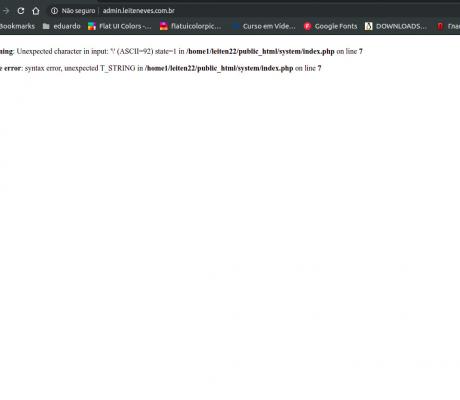 Não seguro | admin.leiteneves.com.br
Bookmarks eduardo Flat UI Colors -... flatuicolorpic... Curso em Víde... Google Fonts DOWNLOADS...
ning: Unexpected character in input: '\' (ASCII=92) state=1 in /home1/leiten22/public_html/system/index.php on line 7
e error: syntax error, unexpected T_STRING in /home1/leiten22/public_html/system/index.php on line 7